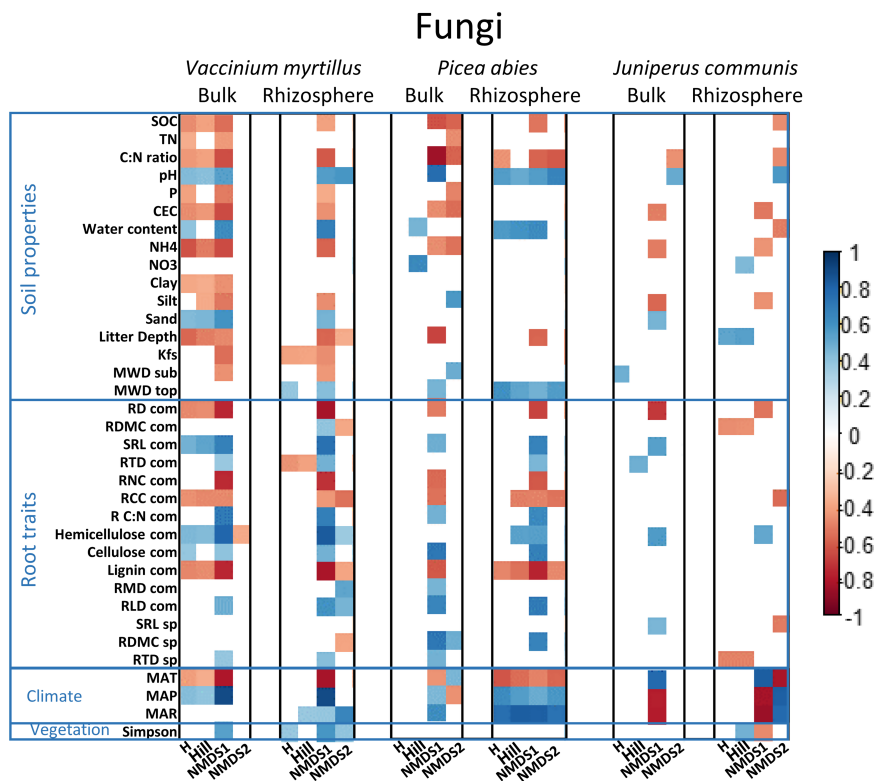 Fungi
Vaccinium myrtillus Picea abies Juniperus communis
Bulk Rhizosphere Bulk Rhizosphere Bulk Rhizosphere
Soil properties
SOC
TN
C:N ratio
pH
P
CEC
Water content
NH4
NO3
Clay
Silt
Sand
Litter Depth
Kfs
MWD sub
MWD top
Root traits
RD com
RDMC com
SRL com
RTD com
RNC com
RCC com
R C:N com
Hemicellulose com
Cellulose com
Lignin com
RMD com
RLD com
SRL sp
RDMC sp
RTD sp
Climate
MAT
MAP
MAR
Vegetation
Simpson
H Hill NMDS1 NMDS2 H Hill NMDS1 NMDS2 H Hill NMDS1 NMDS2 H Hill NMDS1 NMDS2 H Hill NMDS1 NMDS2 H Hill NMDS1 NMDS2
1
0.8
0.6
0.4
0.2
0
-0.2
-0.4
-0.6
-0.8
-1